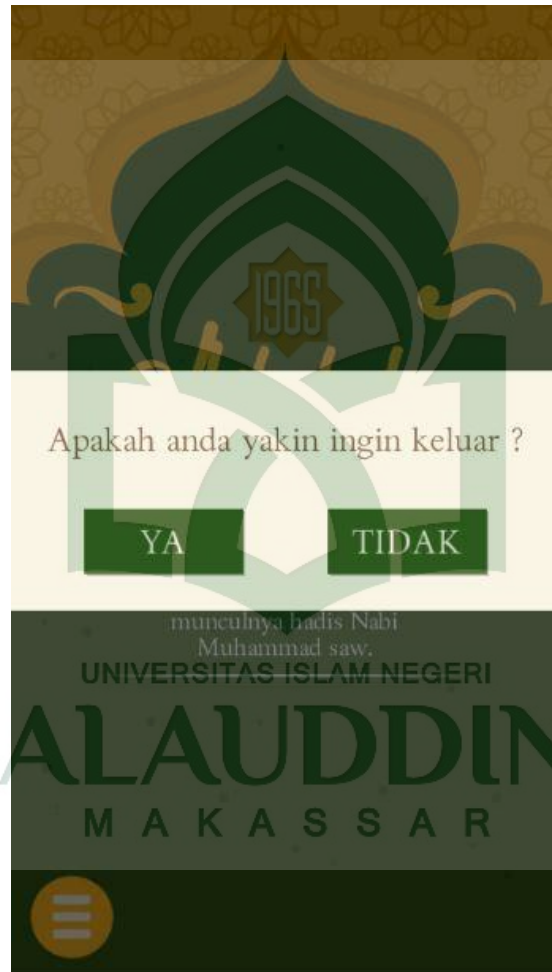 1965
Apakah anda yakin ingin keluar ?
YA
TIDAK
munculnya hadis Nabi
Muhammad saw.
UNIVERSITAS ISLAM NEGERI
ALAUDDIN
MAKASSAR